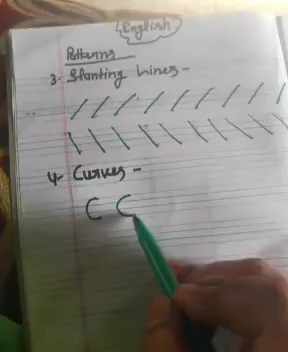 English
Patterns
3- Slanting Lines -
/ / / / / / / / /
\ \ \ \ \ \ \ \ \
4- Curves -
C C